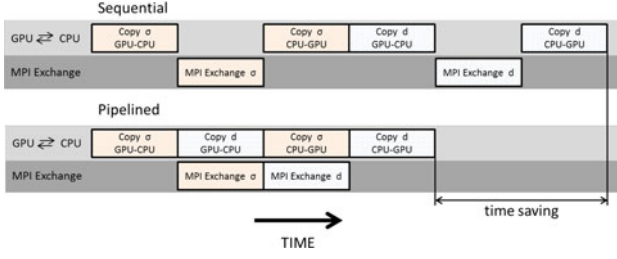 Sequential
GPU ⇄ CPU
Copy σ
GPU-CPU
Copy σ
CPU-GPU
Copy d
GPU-CPU
Copy d
CPU-GPU
MPI Exchange
MPI Exchange σ
MPI Exchange d
Pipelined
GPU ⇄ CPU
Copy σ
GPU-CPU
Copy d
GPU-CPU
Copy σ
CPU-GPU
Copy d
CPU-GPU
MPI Exchange
MPI Exchange σ
MPI Exchange d
time saving
TIME